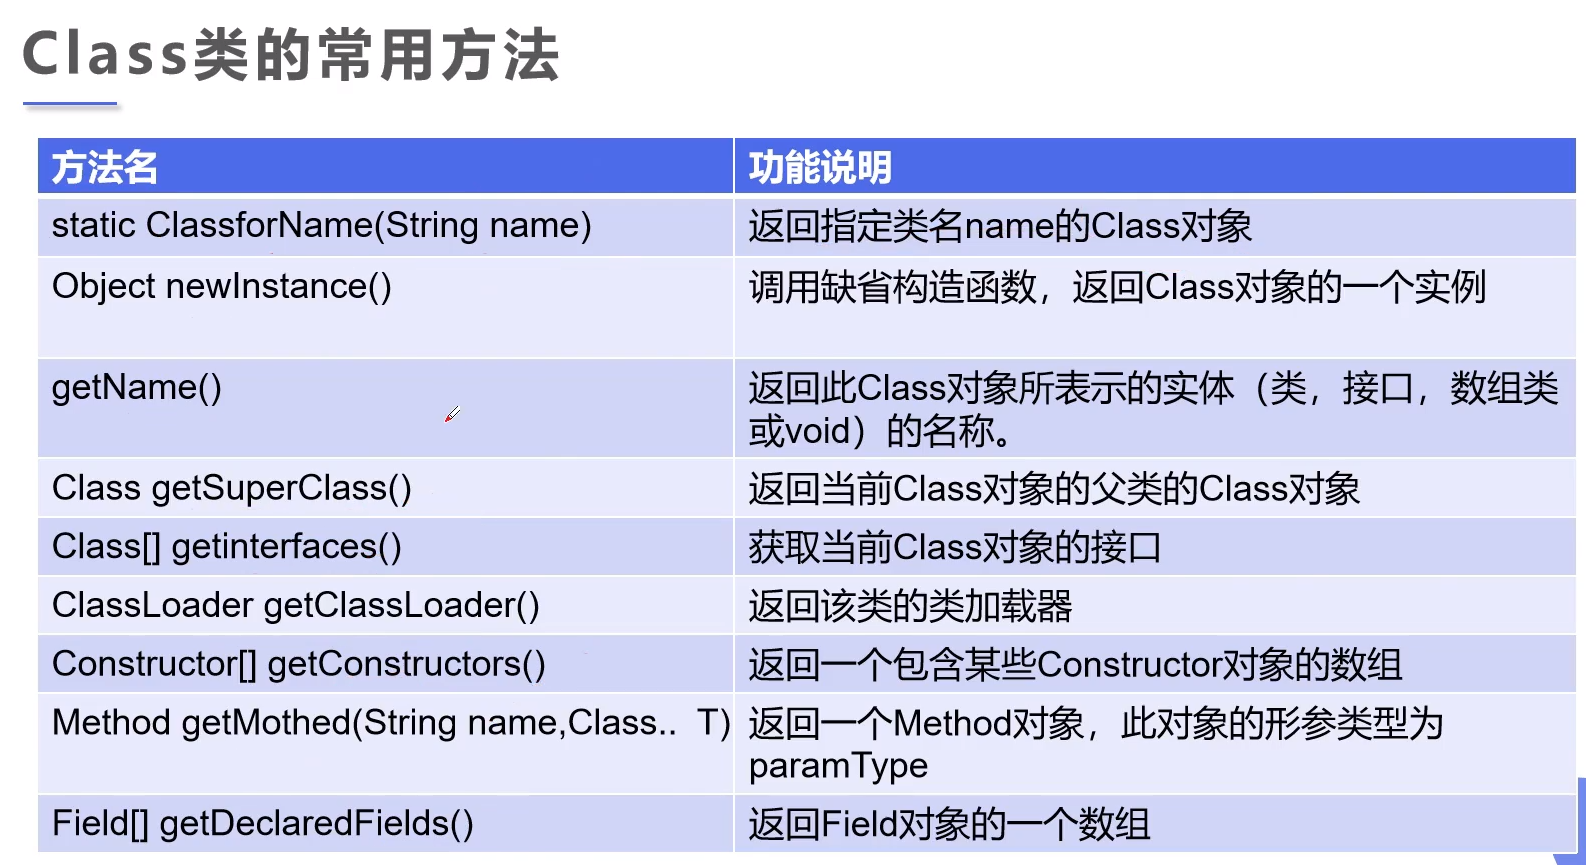 Class类的常用方法
方法名
功能说明
static ClassforName(String name)
返回指定类名name的Class对象
Object newInstance()
调用缺省构造函数，返回Class对象的一个实例
getName()
返回此Class对象所表示的实体（类，接口，数组类
或void）的名称。
Class getSuperClass()
返回当前Class对象的父类的Class对象
Class[] getinterfaces()
获取当前Class对象的接口
ClassLoader getClassLoader()
返回该类的类加载器
Constructor[] getConstructors()
返回一个包含某些Constructor对象的数组
Method getMothed(String name,Class..  T)
返回一个Method对象，此对象的形参类型为
paramType
Field[] getDeclaredFields()
返回Field对象的一个数组